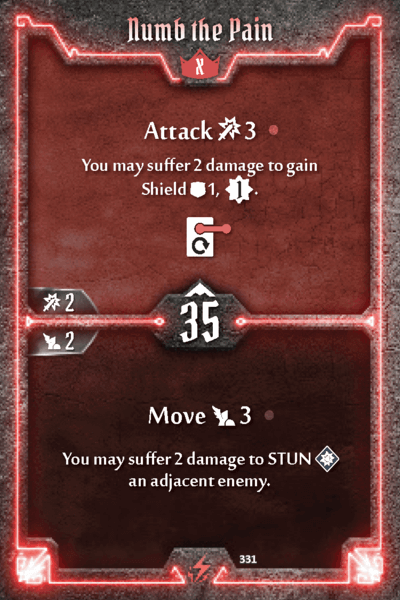 Numb the Pain
X
Attack 3
You may suffer 2 damage to gain
Shield 1, 1.
2
35
2
Move 3
You may suffer 2 damage to STUN
an adjacent enemy.
331